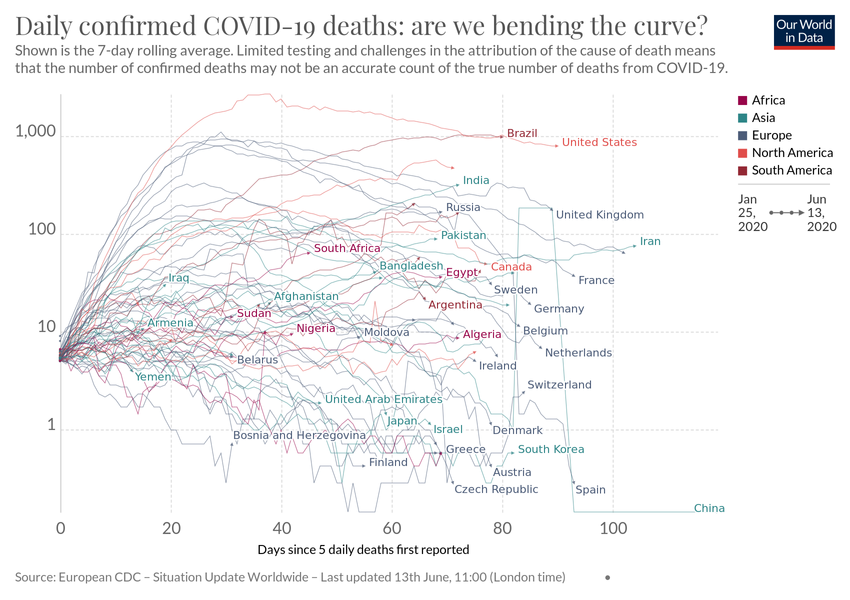 Daily confirmed COVID-19 deaths: are we bending the curve?
Shown is the 7-day rolling average. Limited testing and challenges in the attribution of the cause of death means
that the number of confirmed deaths may not be an accurate count of the true number of deaths from COVID-19.
Our World
in Data
Africa
Asia
Europe
North America
South America
Jan
25,
2020
Jun
13,
2020
1,000
100
10
1
Brazil
United States
India
Russia
United Kingdom
Pakistan
Iran
South Africa
Bangladesh
Egypt
Canada
Iraq
France
Sweden
Afghanistan
Argentina
Germany
Sudan
Armenia
Nigeria
Moldova
Algeria
Belgium
Netherlands
Belarus
Ireland
Yemen
Switzerland
United Arab Emirates
Japan
Israel
Denmark
Bosnia and Herzegovina
Greece
South Korea
Finland
Austria
Czech Republic
Spain
China
0
20
40
60
80
100
Days since 5 daily deaths first reported
Source: European CDC – Situation Update Worldwide – Last updated 13th June, 11:00 (London time)